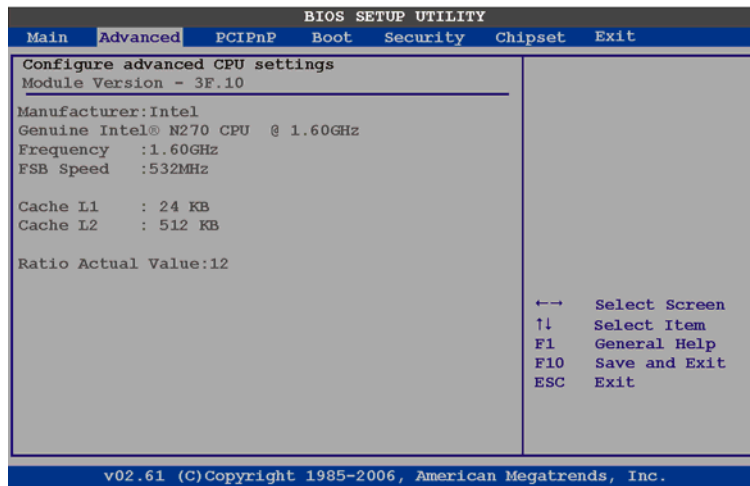 BIOS SETUP UTILITY
Main Advanced PCIPnP Boot Security Chipset Exit
Configure advanced CPU settings
Module Version - 3F.10
Manufacturer:Intel
Genuine Intel® N270 CPU @ 1.60GHz
Frequency :1.60GHz
FSB Speed :532MHz
Cache L1 : 24 KB
Cache L2 : 512 KB
Ratio Actual Value:12
←→ Select Screen
↑↓ Select Item
F1 General Help
F10 Save and Exit
ESC Exit
v02.61 (C)Copyright 1985-2006, American Megatrends, Inc.